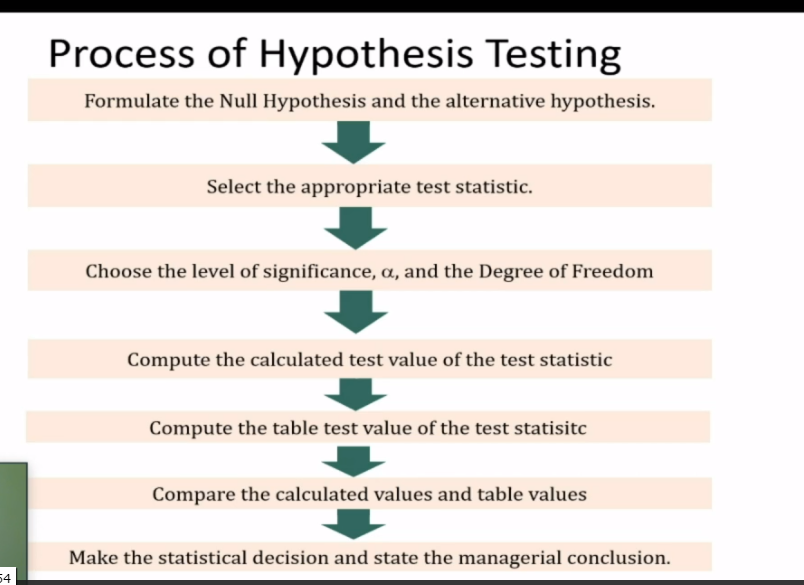 Process of Hypothesis Testing
Formulate the Null Hypothesis and the alternative hypothesis.
Select the appropriate test statistic.
Choose the level of significance, α, and the Degree of Freedom
Compute the calculated test value of the test statistic
Compute the table test value of the test statisitc
Compare the calculated values and table values
Make the statistical decision and state the managerial conclusion.
54